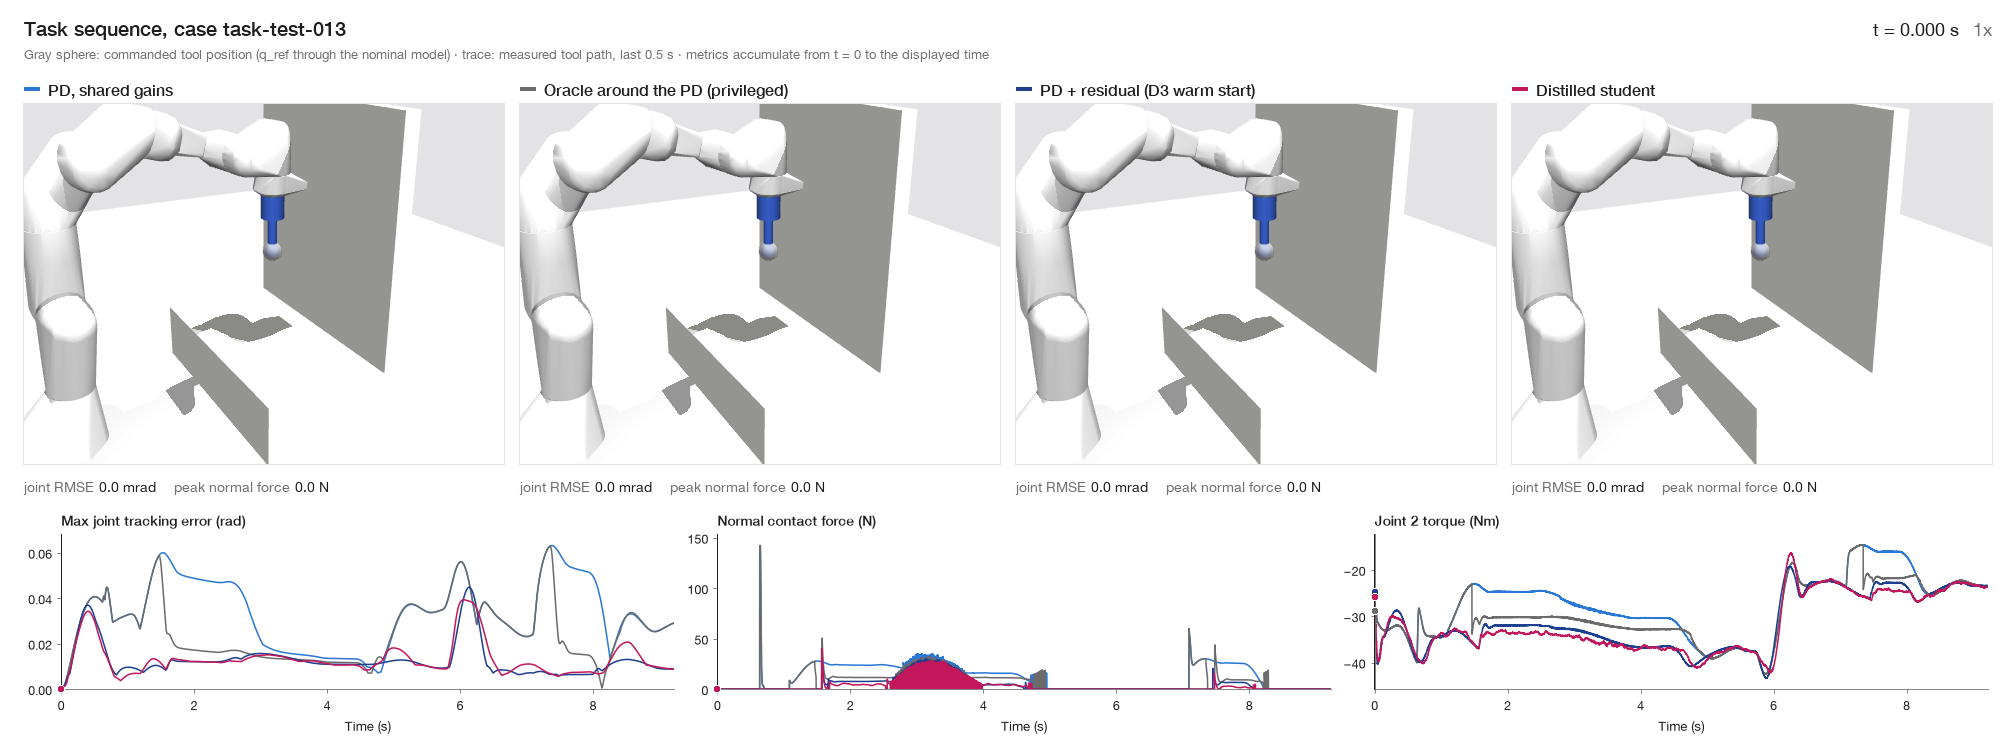 Task sequence, case task-test-013
t = 0.000 s 1x
Gray sphere: commanded tool position (q_ref through the nominal model) · trace: measured tool path, last 0.5 s · metrics accumulate from t = 0 to the displayed time
PD, shared gains
Oracle around the PD (privileged)
PD + residual (D3 warm start)
Distilled student
joint RMSE 0.0 mrad peak normal force 0.0 N
joint RMSE 0.0 mrad peak normal force 0.0 N
joint RMSE 0.0 mrad peak normal force 0.0 N
joint RMSE 0.0 mrad peak normal force 0.0 N
Max joint tracking error (rad)
0.06
0.04
0.02
0.00
0 2 4 6 8
Time (s)
Normal contact force (N)
150
100
50
0
0 2 4 6 8
Time (s)
Joint 2 torque (Nm)
−20
−30
−40
0 2 4 6 8
Time (s)